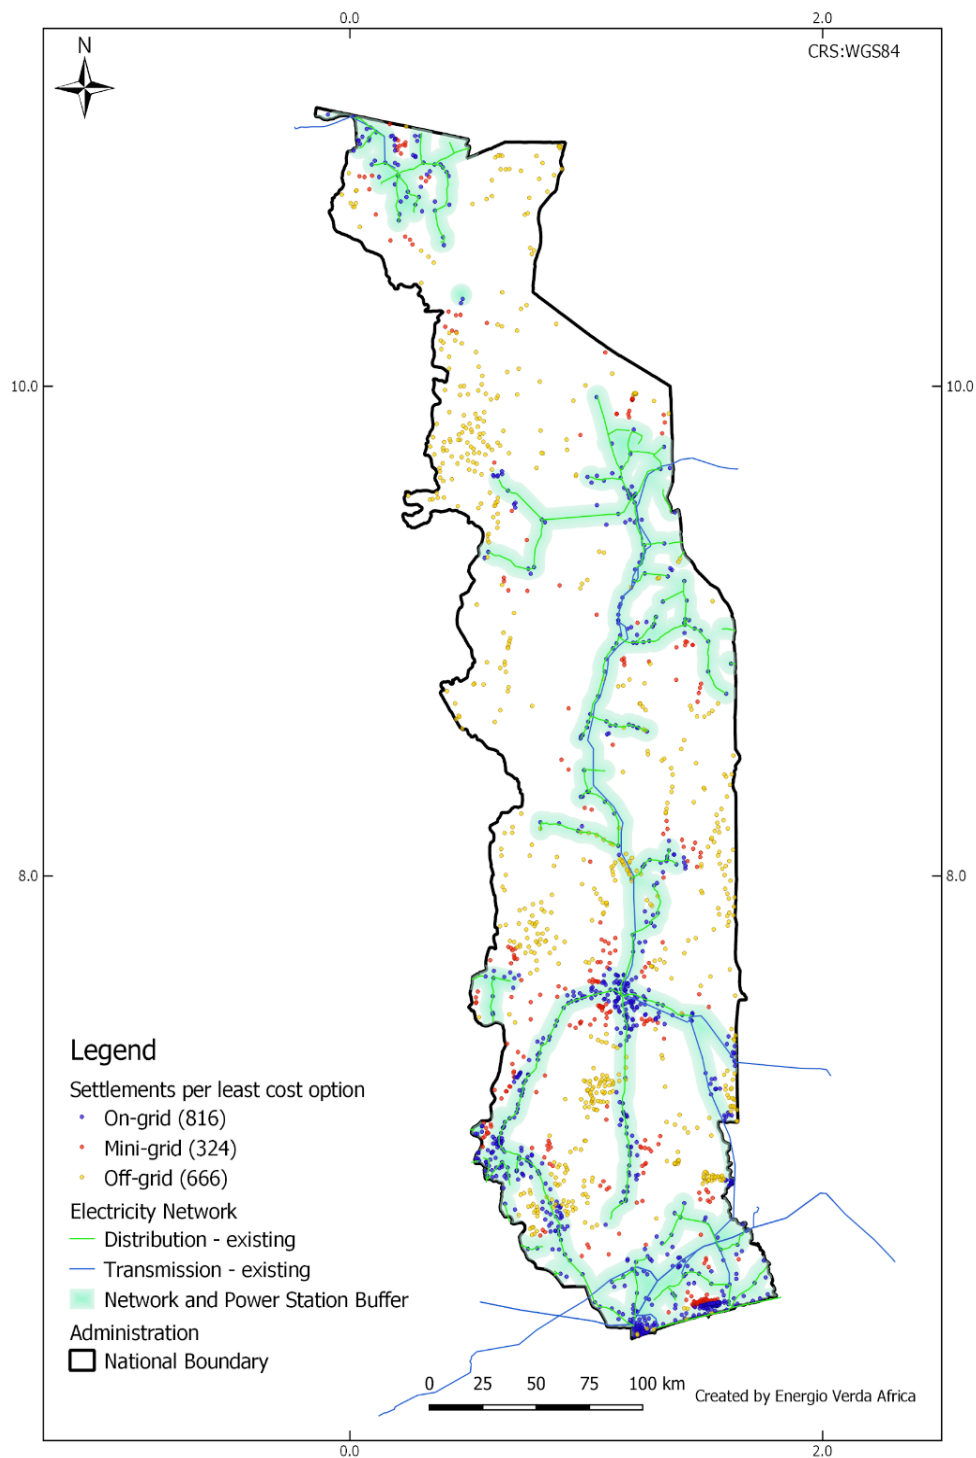 0.0
2.0
N
CRS:WGS84
10.0
10.0
8.0
8.0
Legend
Settlements per least cost option
On-grid (816)
Mini-grid (324)
Off-grid (666)
Electricity Network
Distribution - existing
Transmission - existing
Network and Power Station Buffer
Administration
National Boundary
0 25 50 75 100 km
Created by Energio Verda Africa
0.0
2.0